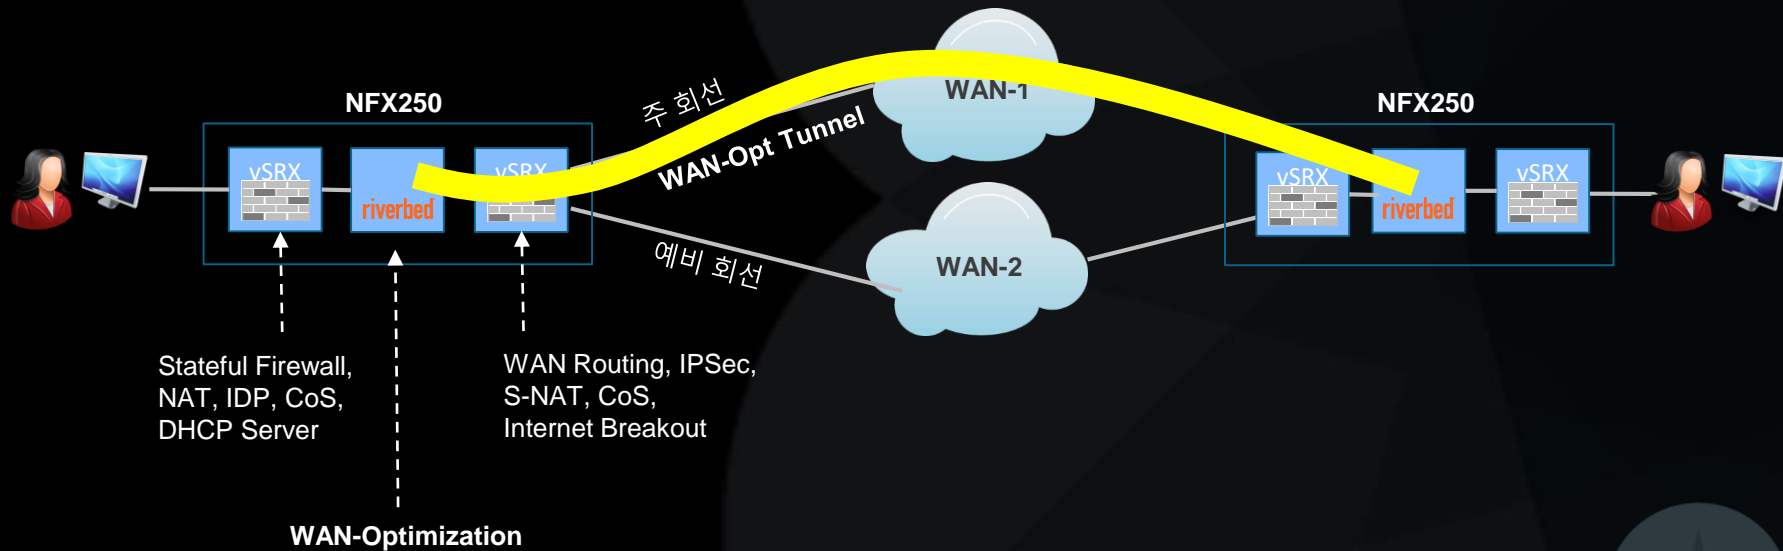 NFX250
vSRX
riverbed
vSRX
주 회선
WAN-Opt Tunnel
예비 회선
WAN-1
WAN-2
NFX250
vSRX
riverbed
vSRX
Stateful Firewall,
NAT, IDP, CoS,
DHCP Server
WAN Routing, IPSec,
S-NAT, CoS,
Internet Breakout
WAN-Optimization